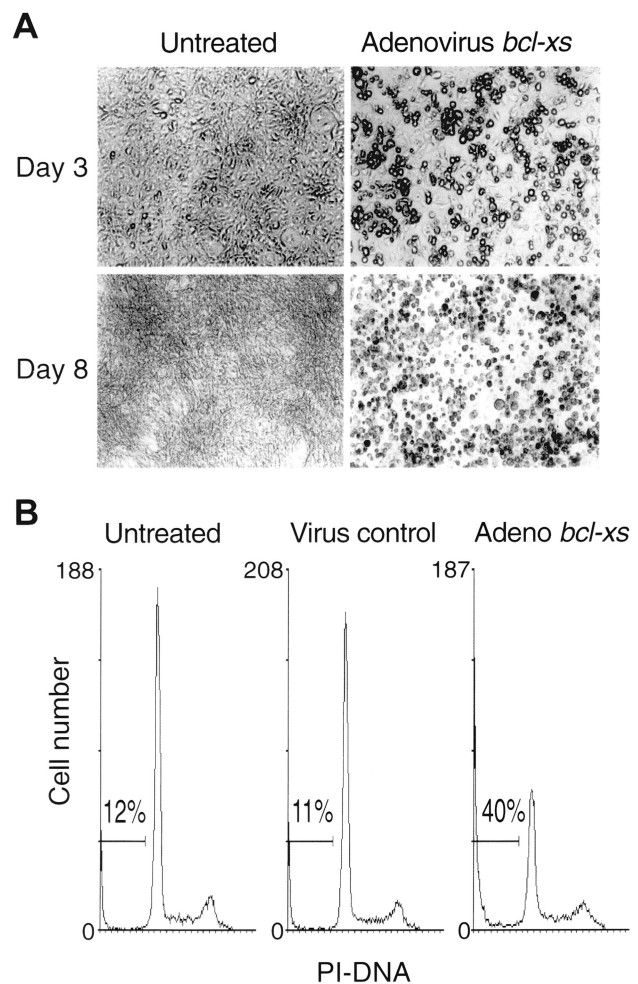 A
Untreated Adenovirus bcl-xs
Day 3
Day 8
B
Untreated Virus control Adeno bcl-xs
188 208 187
Cell number
12% 11% 40%
0 0 0
PI-DNA